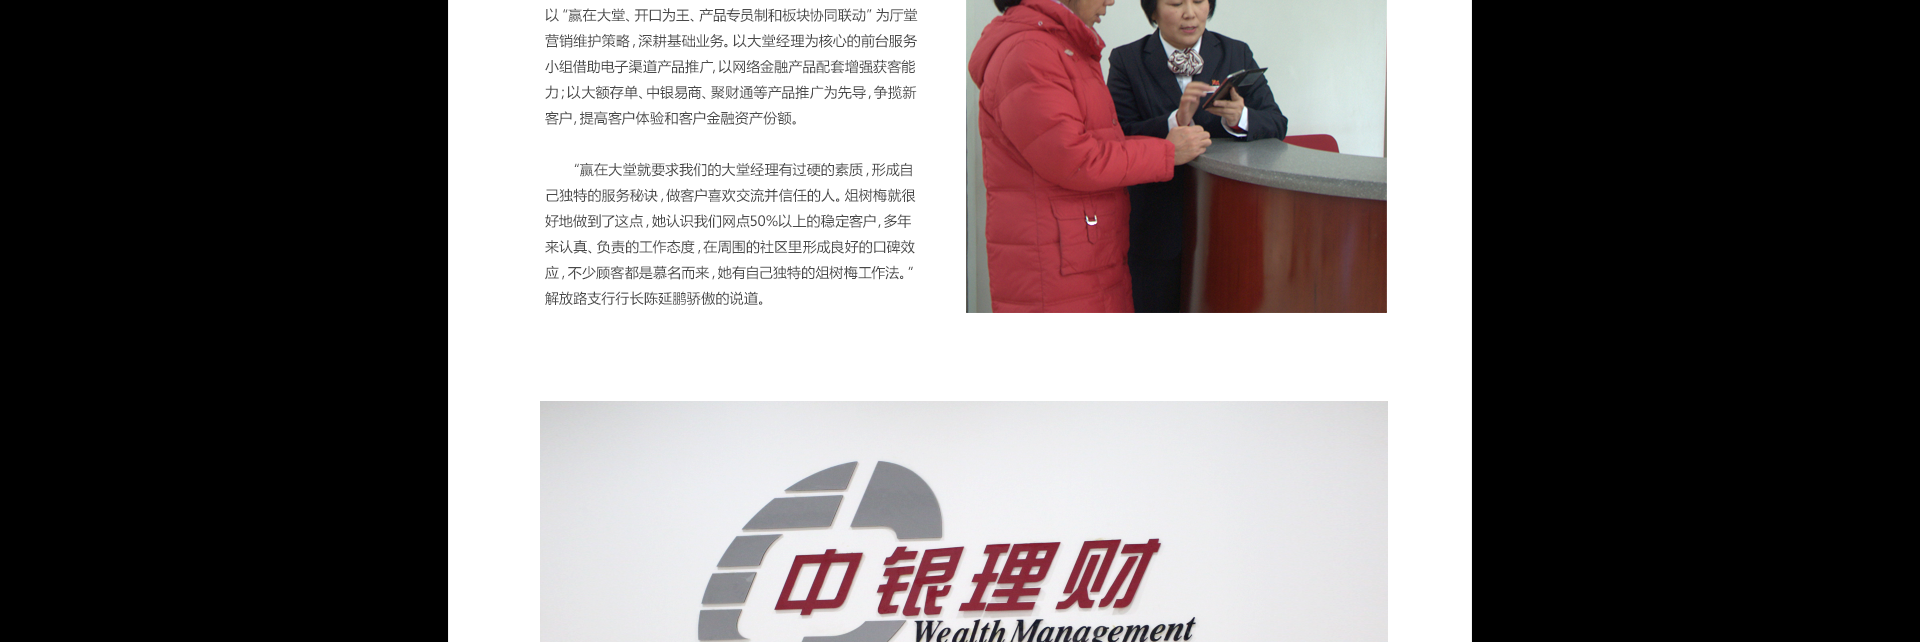 以“赢在大堂、开口为王、产品专员制和板块协同联动”为厅堂
营销维护策略,深耕基础业务。以大堂经理为核心的前台服务
小组借助电子渠道产品推广,以网络金融产品配套增强获客能
力;以大额存单、中银易商、聚财通等产品推广为先导,争揽新
客户,提高客户体验和客户金融资产份额。
“赢在大堂就要求我们的大堂经理有过硬的素质,形成自
己独特的服务秘诀,做客户喜欢交流并信任的人。俎树梅就很
好地做到了这点,她认识我们网点50%以上的稳定客户,多年
来认真、负责的工作态度,在周围的社区里形成良好的口碑效
应,不少顾客都是慕名而来,她有自己独特的俎树梅工作法。”
解放路支行行长陈延鹏骄傲的说道。
中银理财
Wealth Management